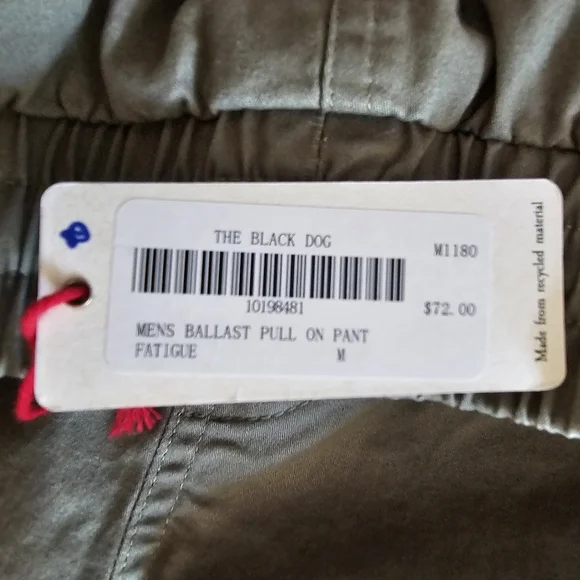 THE BLACK DOG
M1180
10198481
$72.00
MENS BALLAST PULL ON PANT
FATIGUE M
Made from recycled material